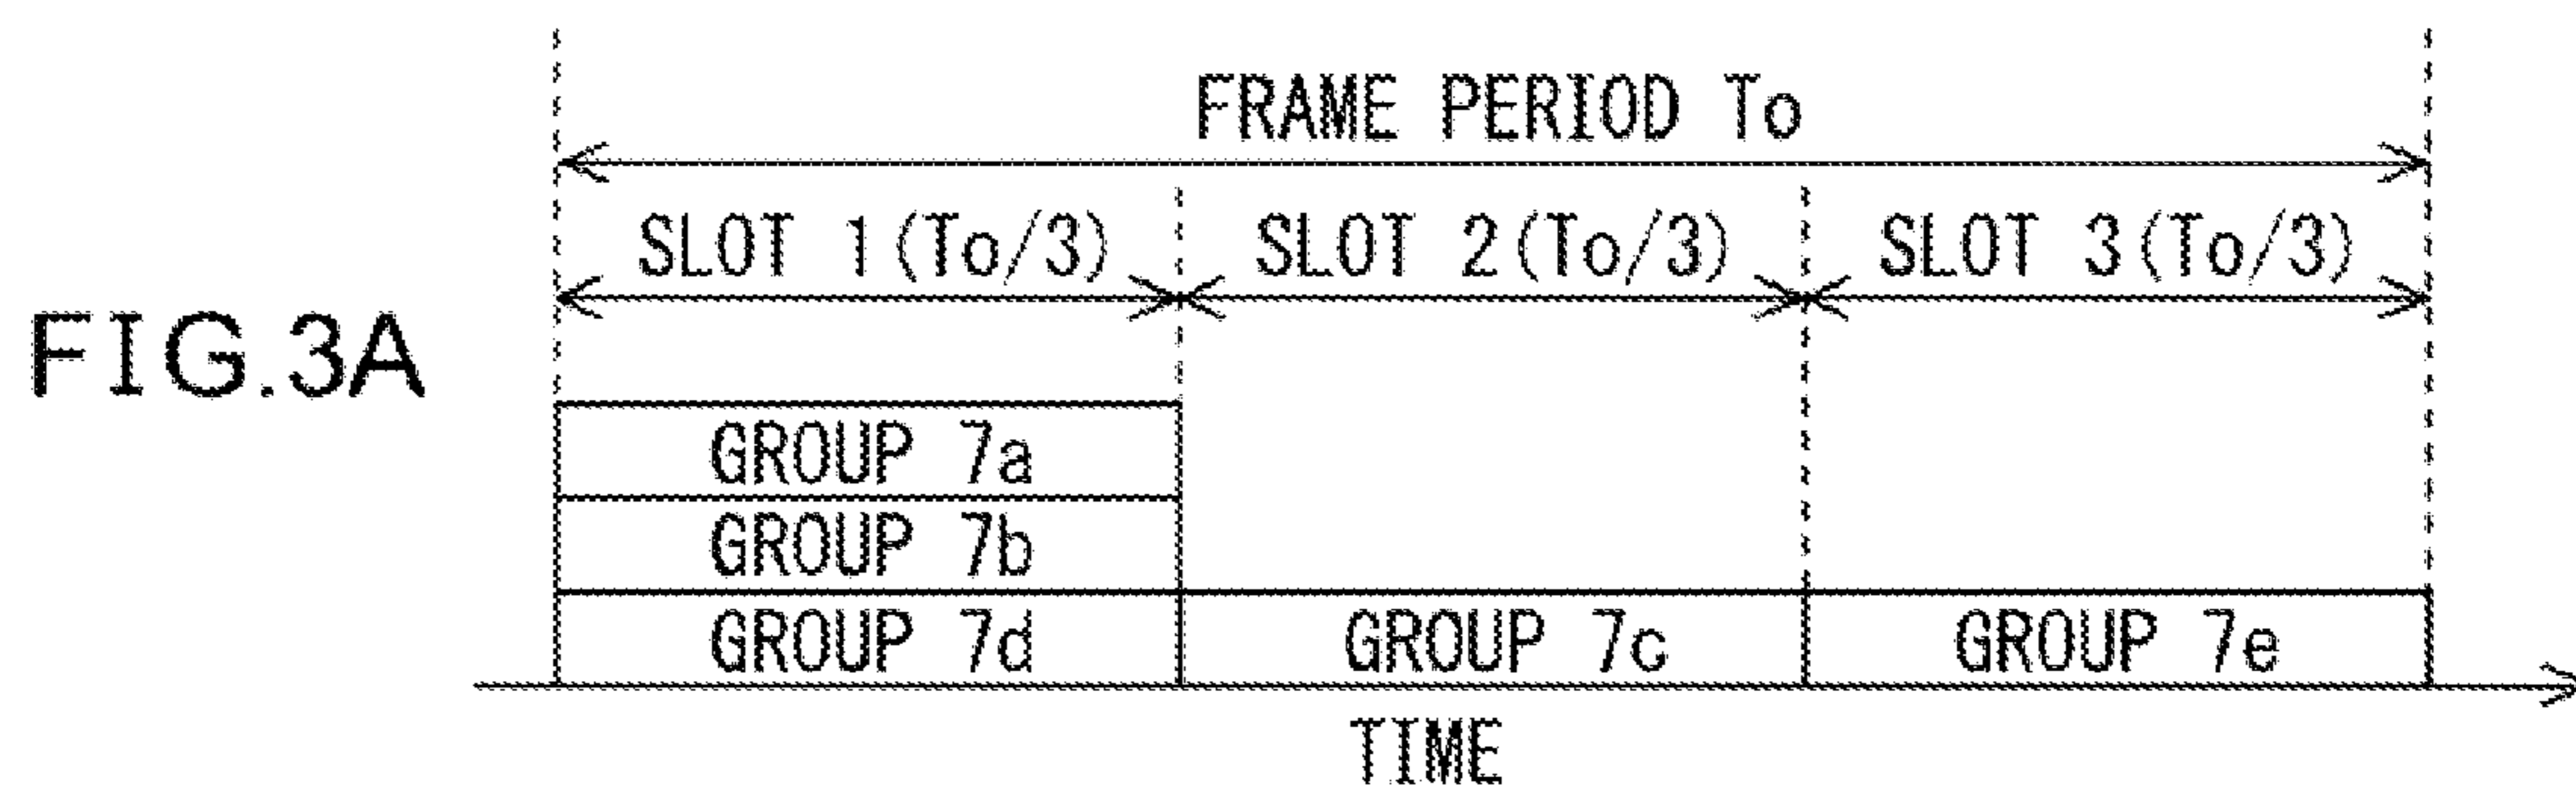 FRAME PERIOD To
SLOT 1(To/3) SLOT 2(To/3) SLOT 3(To/3)
FIG.3A
GROUP 7a
GROUP 7b
GROUP 7d GROUP 7c GROUP 7e
TIME